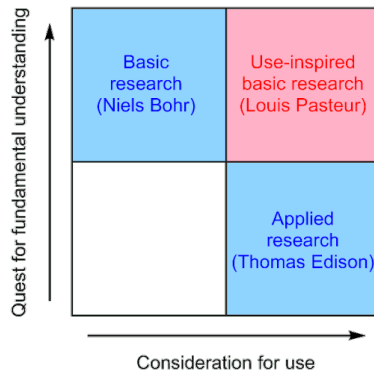 Quest for fundamental understanding
Basic
research
(Niels Bohr)
Use-inspired
basic research
(Louis Pasteur)
Applied
research
(Thomas Edison)
Consideration for use